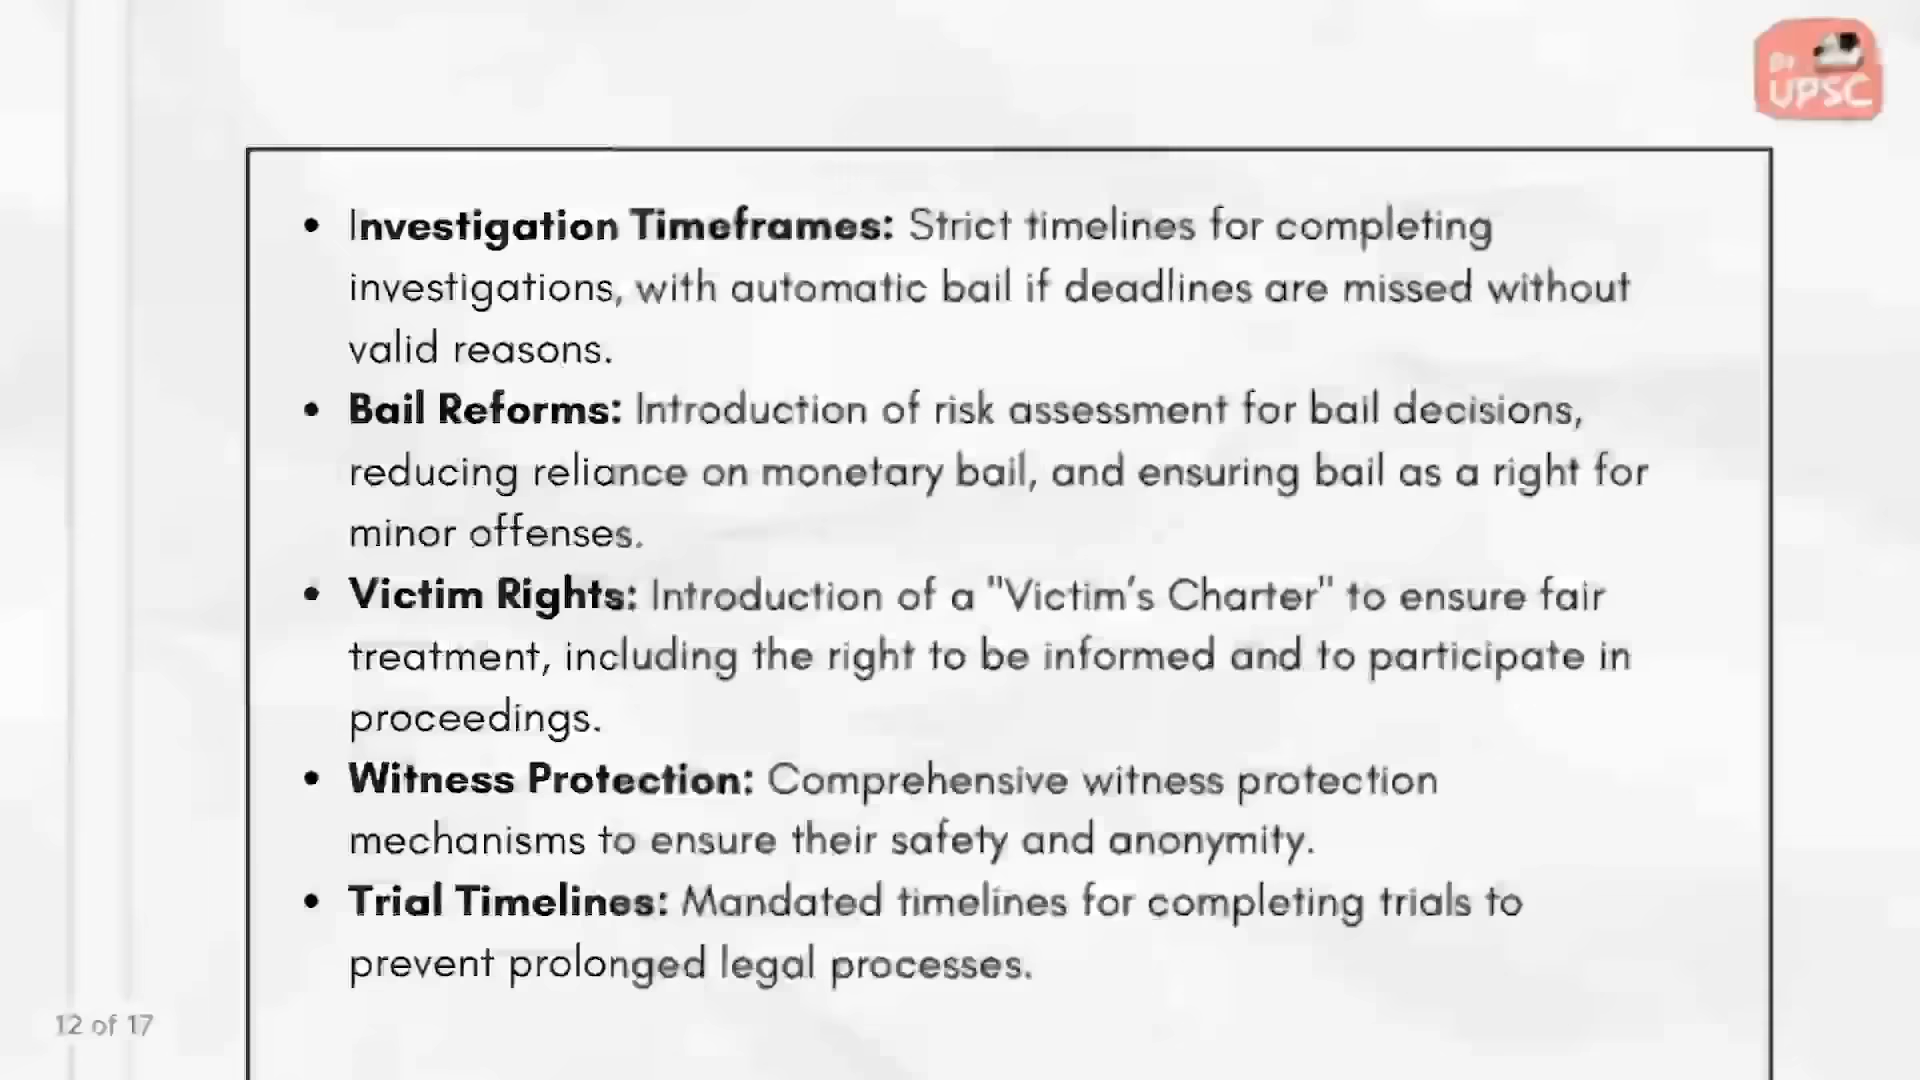 UPSC
Investigation Timeframes: Strict timelines for completing
investigations, with automatic bail if deadlines are missed without
valid reasons.
Bail Reforms: Introduction of risk assessment for bail decisions,
reducing reliance on monetary bail, and ensuring bail as a right for
minor offenses.
Victim Rights: Introduction of a "Victim’s Charter" to ensure fair
treatment, including the right to be informed and to participate in
proceedings.
Witness Protection: Comprehensive witness protection
mechanisms to ensure their safety and anonymity.
Trial Timelines: Mandated timelines for completing trials to
prevent prolonged legal processes.
12 of 17